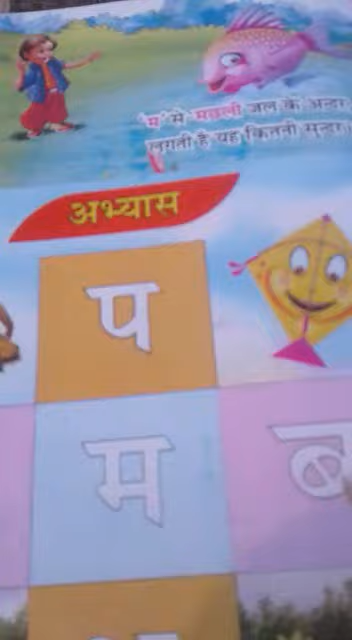 'म' से मछली जल के अन्दर
लगती है यह कितनी सुन्दर
अभ्यास
प
म ब